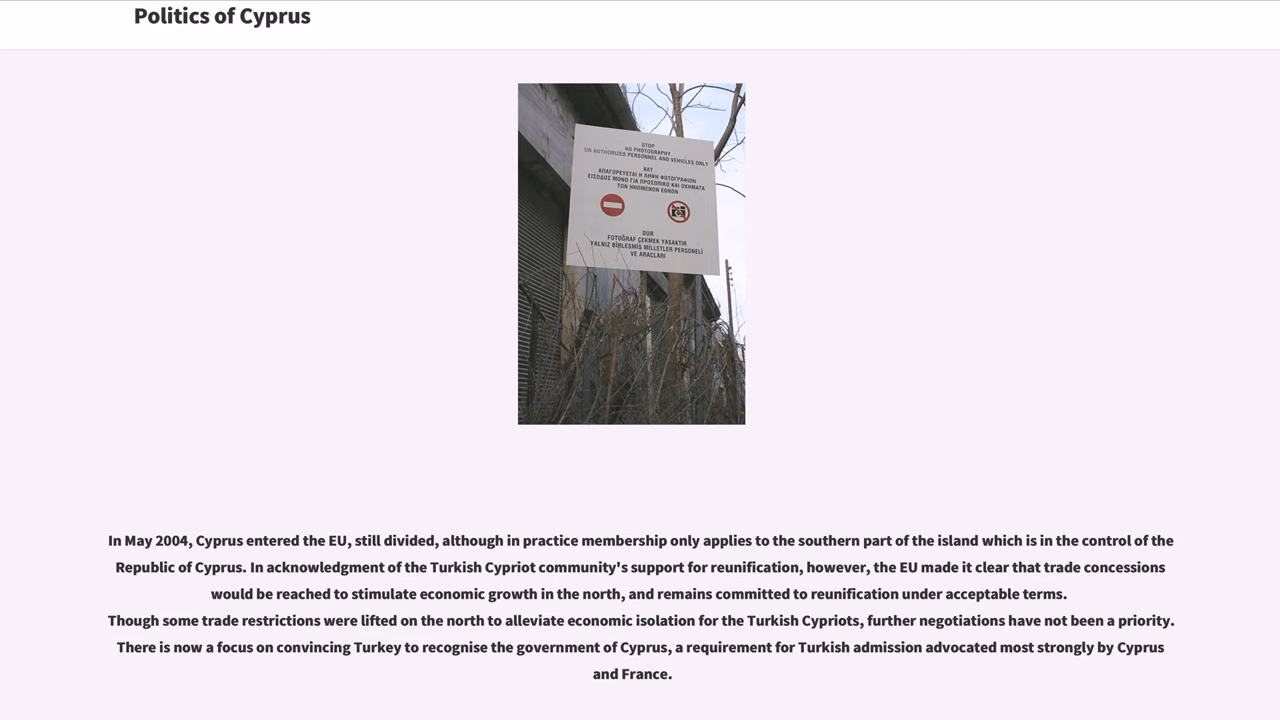 Politics of Cyprus
STOP
NO PHOTOGRAPHY
UN AUTHORIZED PERSONNEL AND VEHICLES ONLY
ΑΛΤ
ΑΠΑΓΟΡΕΥΕΤΑΙ Η ΛΗΨΗ ΦΩΤΟΓΡΑΦΙΩΝ
ΕΙΣΟΔΟΣ ΜΟΝΟ ΓΙΑ ΠΡΟΣΩΠΙΚΟ ΚΑΙ ΟΧΗΜΑΤΑ
ΤΩΝ ΗΝΩΜΕΝΩΝ ΕΘΝΩΝ
DUR
FOTOĞRAF ÇEKMEK YASAKTIR
YALNIZ BİRLEŞMİŞ MİLLETLER PERSONELİ
VE ARAÇLARI
In May 2004, Cyprus entered the EU, still divided, although in practice membership only applies to the southern part of the island which is in the control of the
Republic of Cyprus. In acknowledgment of the Turkish Cypriot community's support for reunification, however, the EU made it clear that trade concessions
would be reached to stimulate economic growth in the north, and remains committed to reunification under acceptable terms.
Though some trade restrictions were lifted on the north to alleviate economic isolation for the Turkish Cypriots, further negotiations have not been a priority.
There is now a focus on convincing Turkey to recognise the government of Cyprus, a requirement for Turkish admission advocated most strongly by Cyprus
and France.